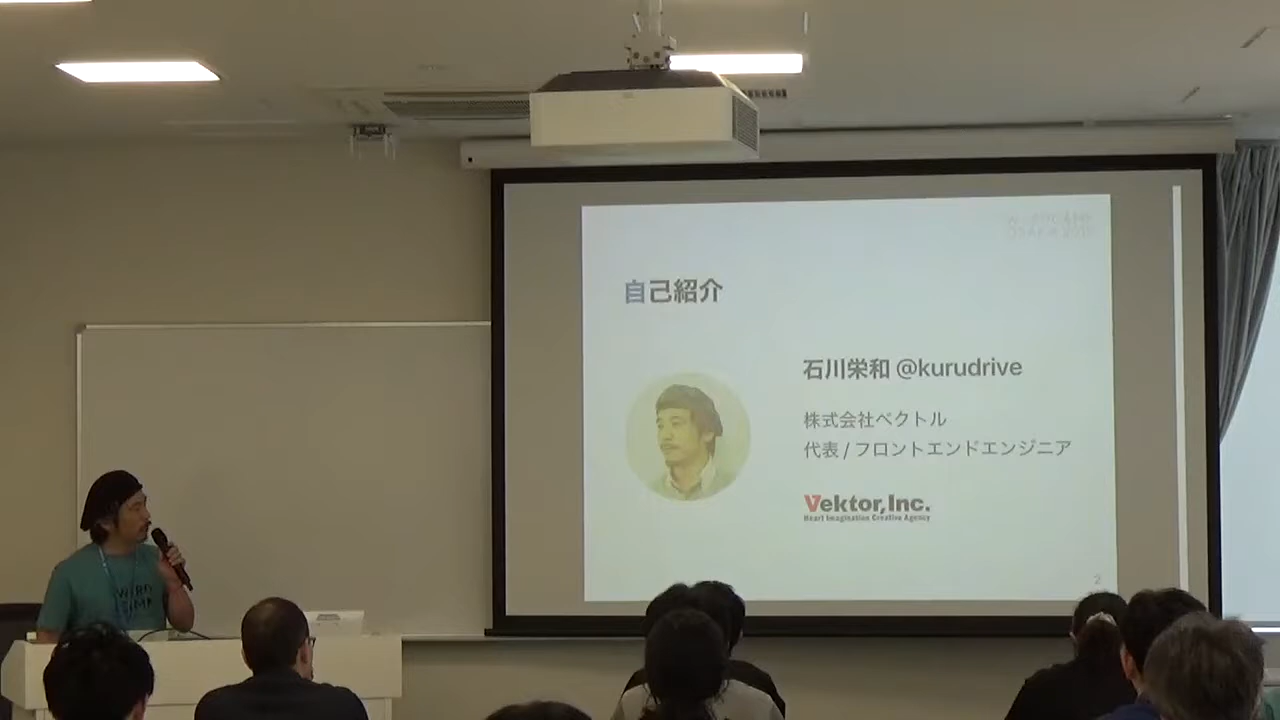 自己紹介
石川栄和 @kurudrive
株式会社ベクトル
代表 / フロントエンドエンジニア
Vektor,Inc.
Heart Imagination Creative Agency
2